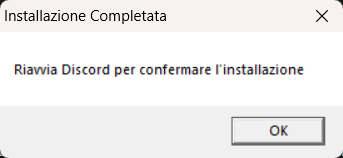 Installazione Completata
Riavvia Discord per confermare l'installazione
OK